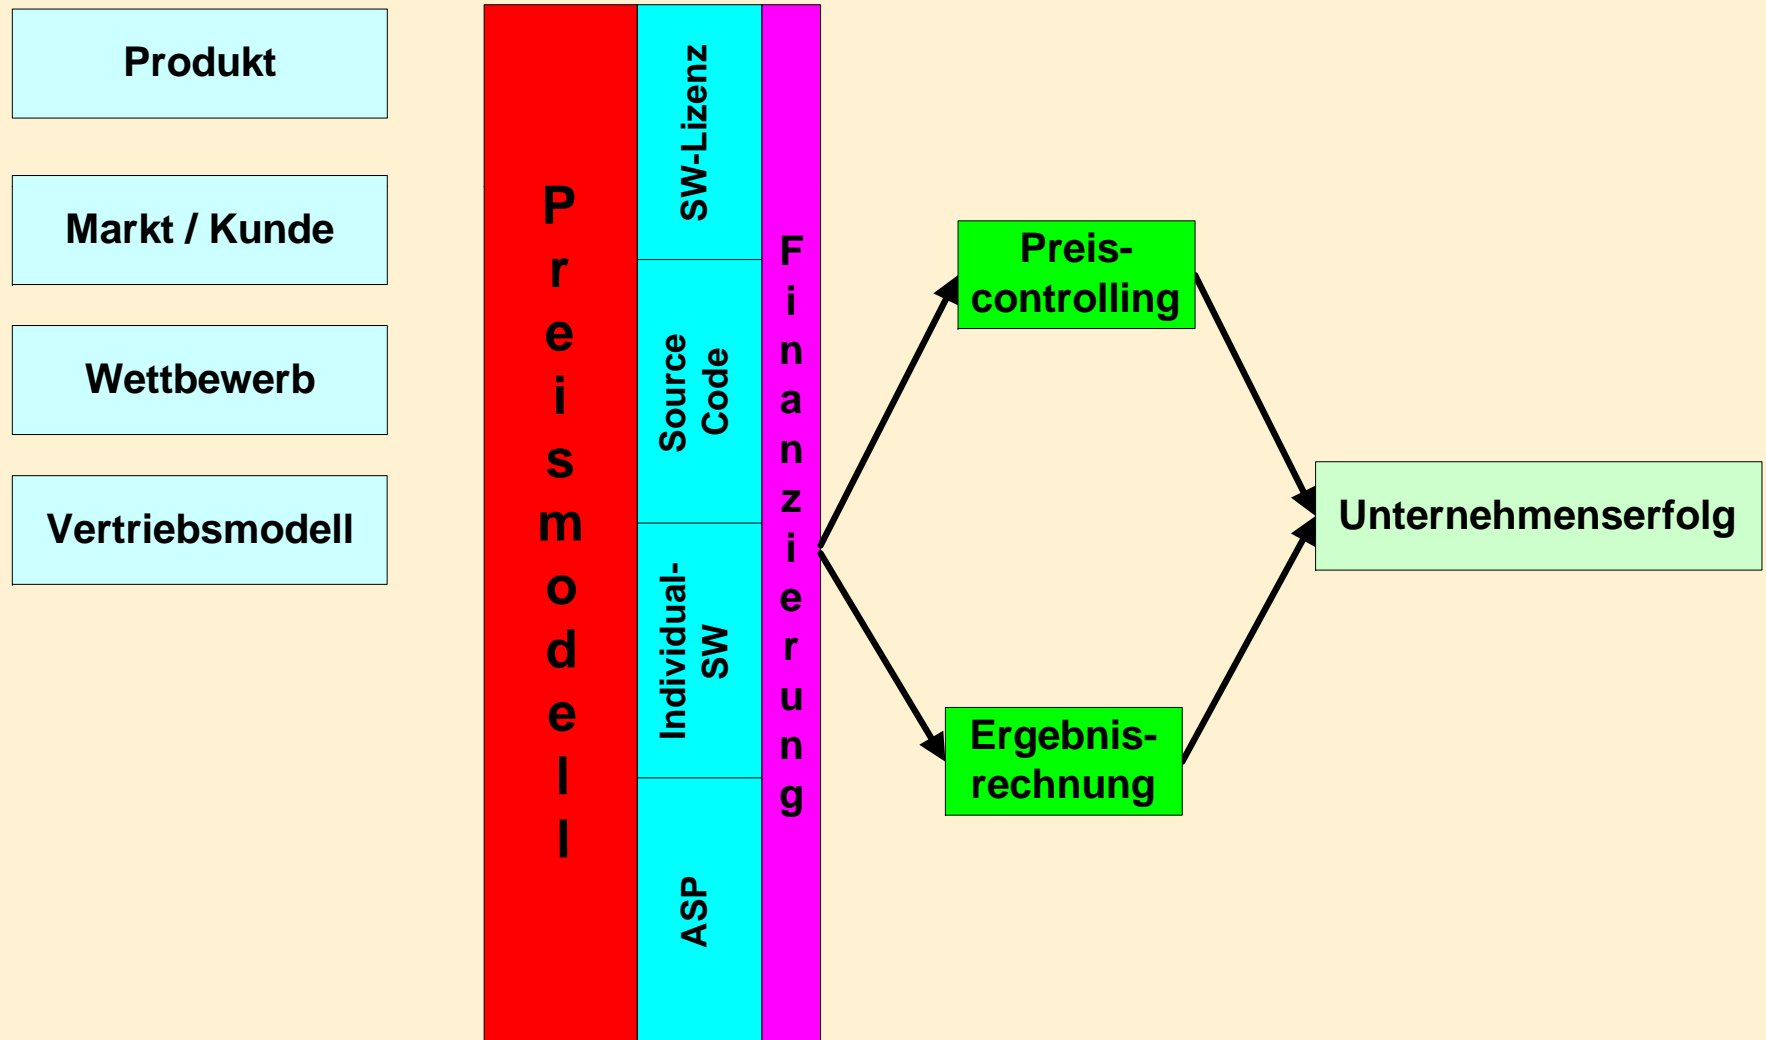 Produkt
Markt / Kunde
Wettbewerb
Vertriebsmodell
Preismodell
SW-Lizenz
Source
Code
Individual-
SW
ASP
Finanzierung
Preis-
controlling
Ergebnis-
rechnung
Unternehmenserfolg